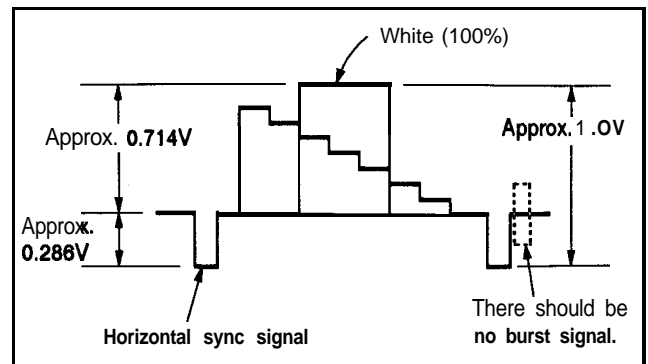 White (100%)
Approx. 0.714V
Approx. 1.0V
Approx.
0.286V
Horizontal sync signal
There should be
no burst signal.